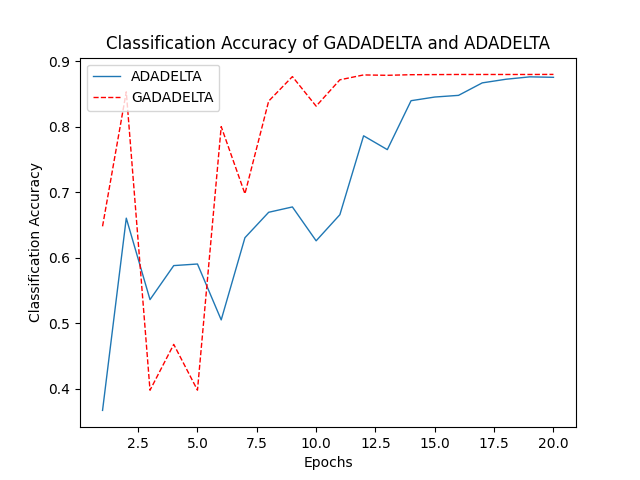 Classification Accuracy of GADADELTA and ADADELTA
ADADELTA
GADADELTA
Classification Accuracy
0.9
0.8
0.7
0.6
0.5
0.4
2.5 5.0 7.5 10.0 12.5 15.0 17.5 20.0
Epochs